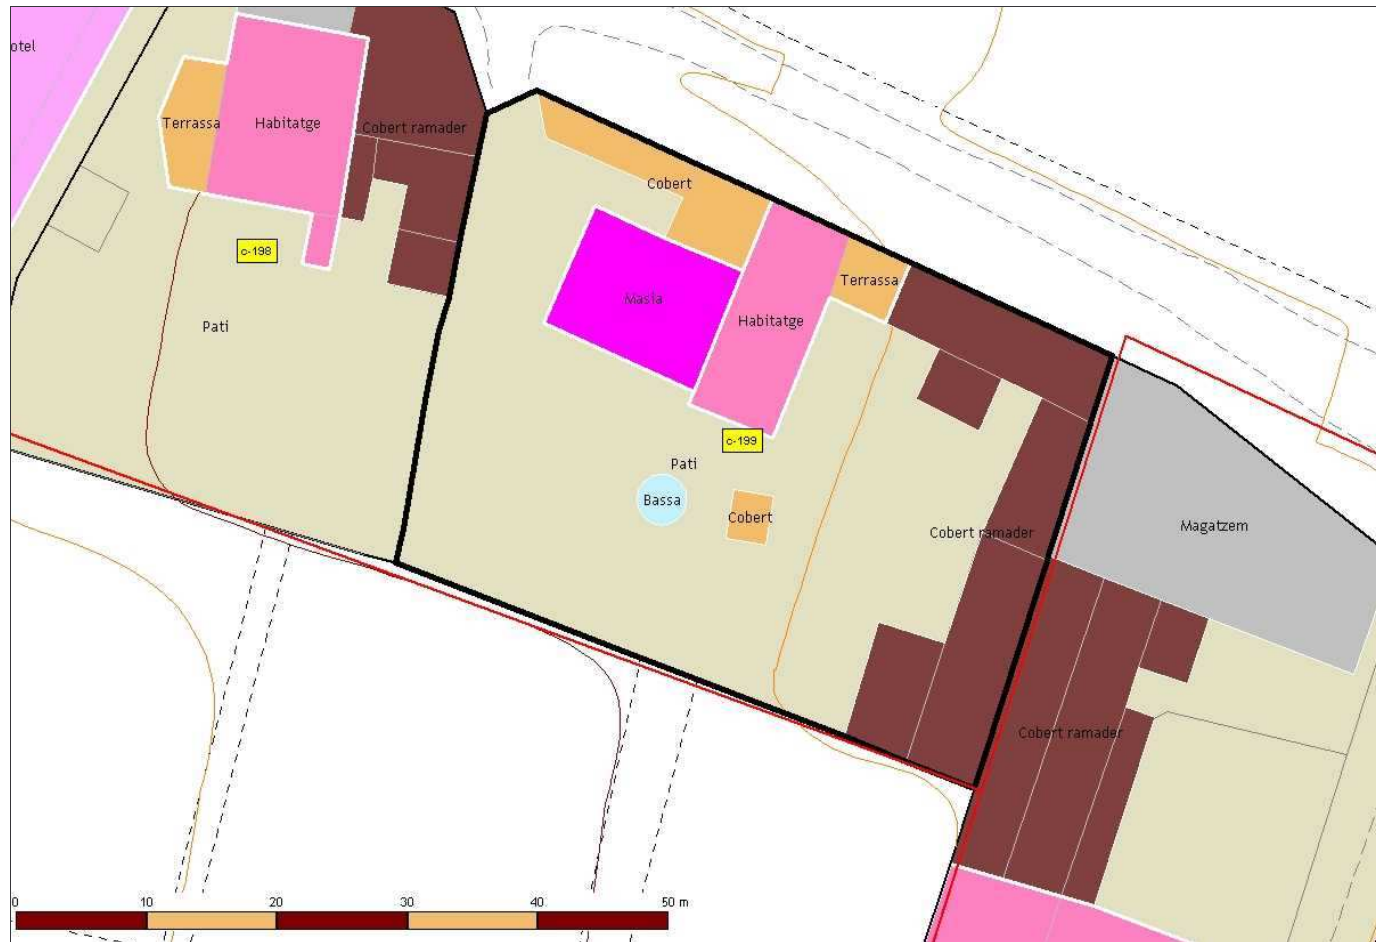 otel
Terrassa
Habitatge
Cobert ramader
Cobert
c-198
Masía
Terrassa
Habitatge
Pati
c-199
Pati
Bassa
Cobert
Cobert ramader
Magatzem
Cobert ramader
0 10 20 30 40 50 m